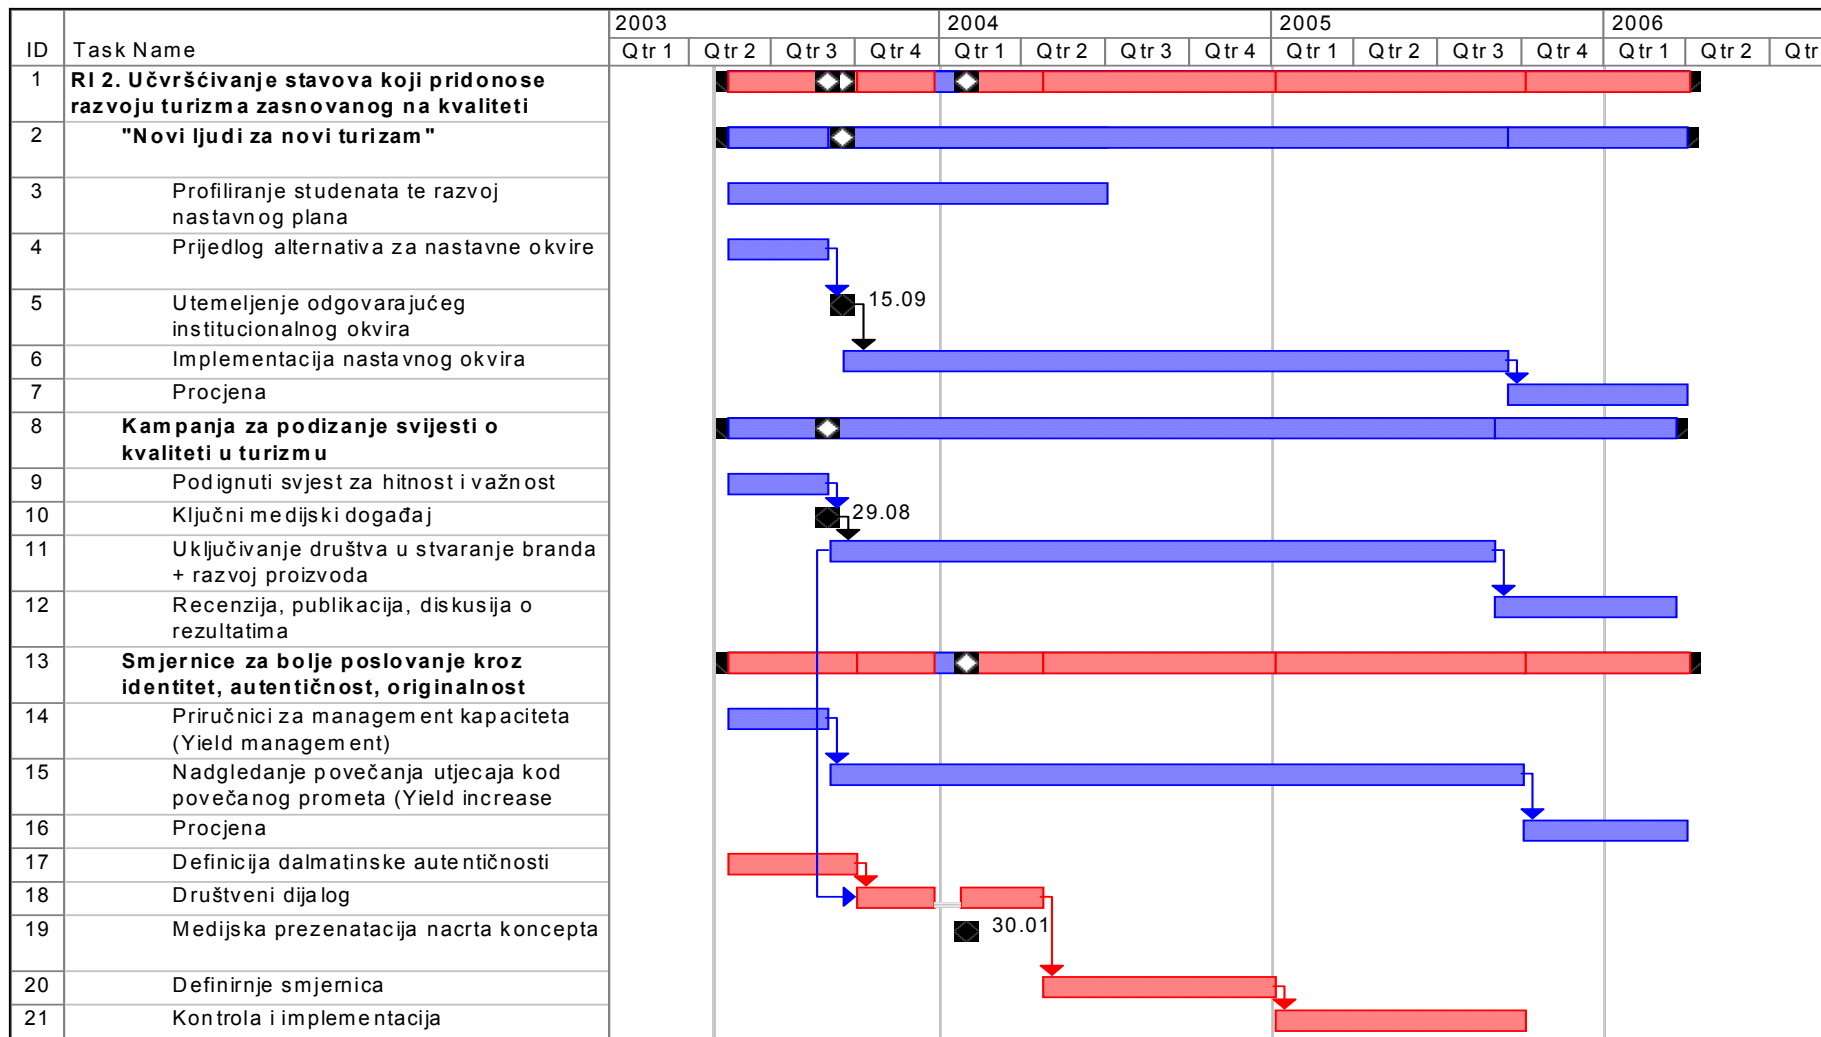 2003 2004 2005 2006
ID Task Name Qtr 1 Qtr 2 Qtr 3 Qtr 4 Qtr 1 Qtr 2 Qtr 3 Qtr 4 Qtr 1 Qtr 2 Qtr 3 Qtr 4 Qtr 1 Qtr 2 Qtr
1 RI 2. Učvršćivanje stavova koji pridonose
razvoju turizma zasnovanog na kvaliteti
2 "Novi ljudi za novi turizam"
3 Profiliranje studenata te razvoj
nastavnog plana
4 Prijedlog alternativa za nastavne okvire
5 Utemeljenje odgovarajućeg
institucionalnog okvira
15.09
6 Implementacija nastavnog okvira
7 Procjena
8 Kampanja za podizanje svijesti o
kvaliteti u turizmu
9 Podignuti svjest za hitnost i važnost
10 Ključni medijski događaj
29.08
11 Uključivanje društva u stvaranje branda
+ razvoj proizvoda
12 Recenzija, publikacija, diskusija o
rezultatima
13 Smjernice za bolje poslovanje kroz
identitet, autentičnost, originalnost
14 Priručnici za management kapaciteta
(Yield management)
15 Nadgledanje povečanja utjecaja kod
povečanog prometa (Yield increase
16 Procjena
17 Definicija dalmatinske autentičnosti
18 Društveni dijalog
19 Medijska prezenatacija nacrta koncepta
30.01
20 Definirnje smjernica
21 Kontrola i implementacija